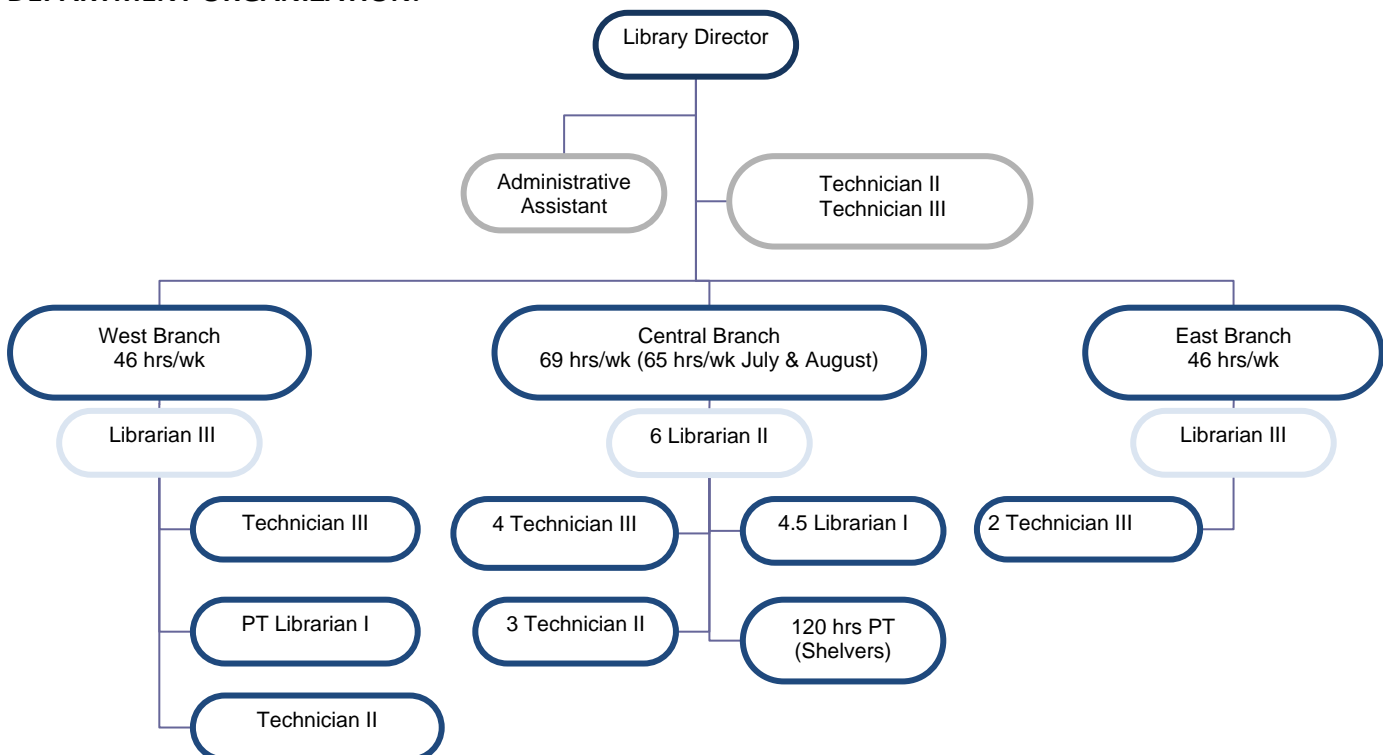 DEPARTMENT ORGANIZATION:
Library Director
Administrative
Assistant
Technician II
Technician III
West Branch
46 hrs/wk
Central Branch
69 hrs/wk (65 hrs/wk July & August)
East Branch
46 hrs/wk
Librarian III
6 Librarian II
Librarian III
Technician III
4 Technician III
4.5 Librarian I
2 Technician III
PT Librarian I
3 Technician II
120 hrs PT
(Shelvers)
Technician II